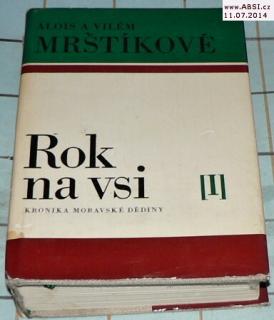 www.ABSI.cz
11.07.2014
ALOIS A VILÉM
MRŠTÍKOVÉ
Rok
na vsi
[I]
KRONIKA MORAVSKÉ DĚDINY